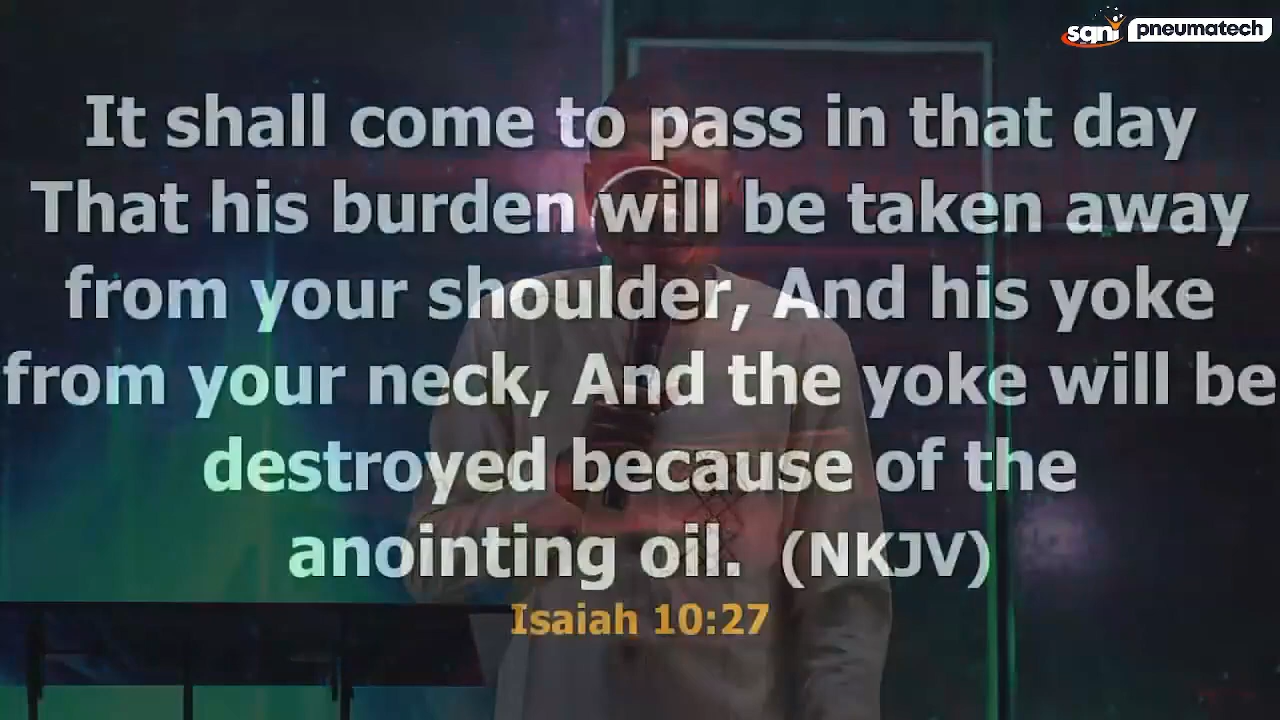 sqni pneumatech
It shall come to pass in that day
That his burden will be taken away
from your shoulder, And his yoke
from your neck, And the yoke will be
destroyed because of the
anointing oil. (NKJV)
Isaiah 10:27